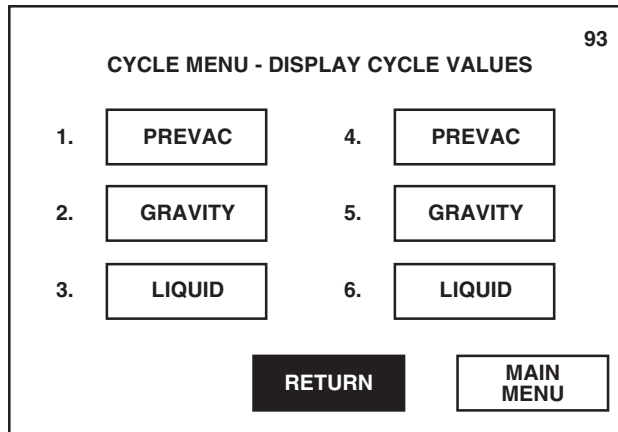 93
CYCLE MENU - DISPLAY CYCLE VALUES
1. PREVAC 4. PREVAC
2. GRAVITY 5. GRAVITY
3. LIQUID 6. LIQUID
RETURN MAIN
MENU